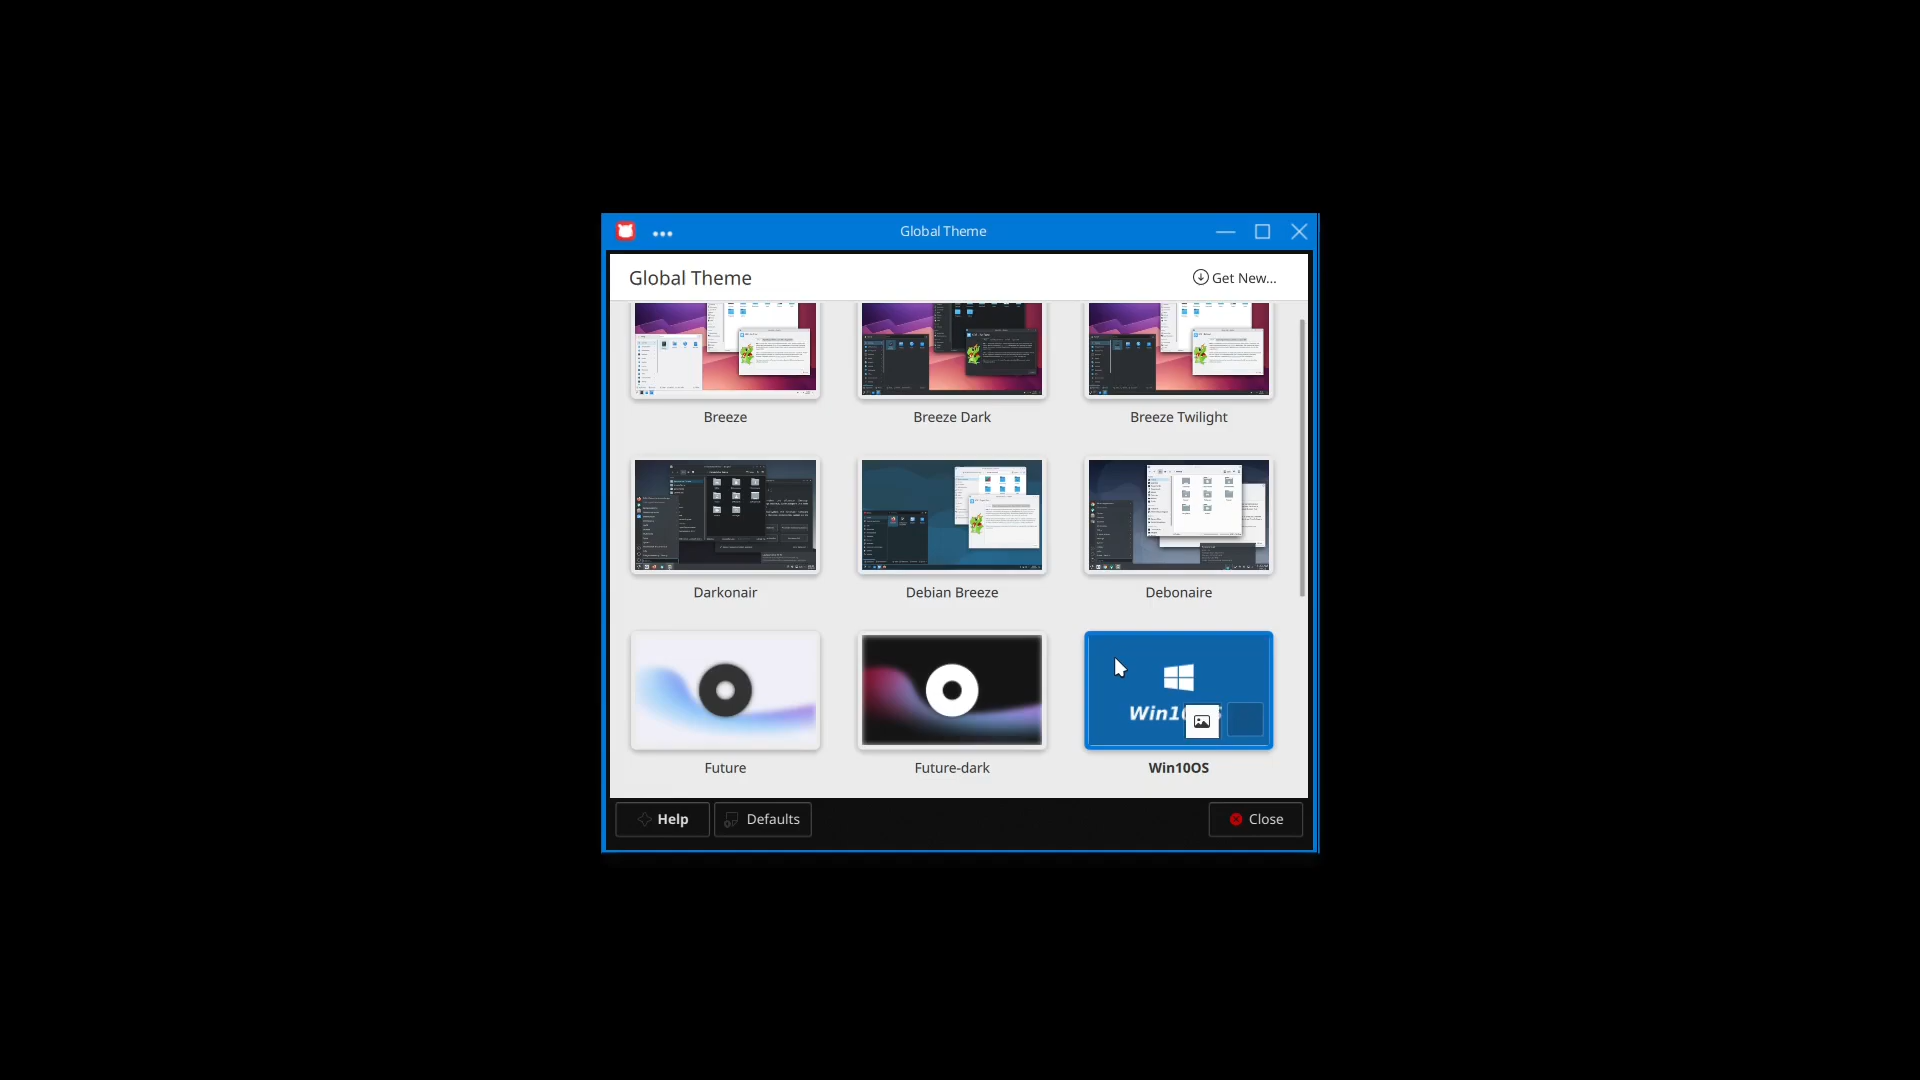 Global Theme
Global Theme
Get New...
Breeze
Breeze Dark
Breeze Twilight
Darkonair
Debian Breeze
Debonaire
Future
Future-dark
Win10OS
Help
Defaults
Close